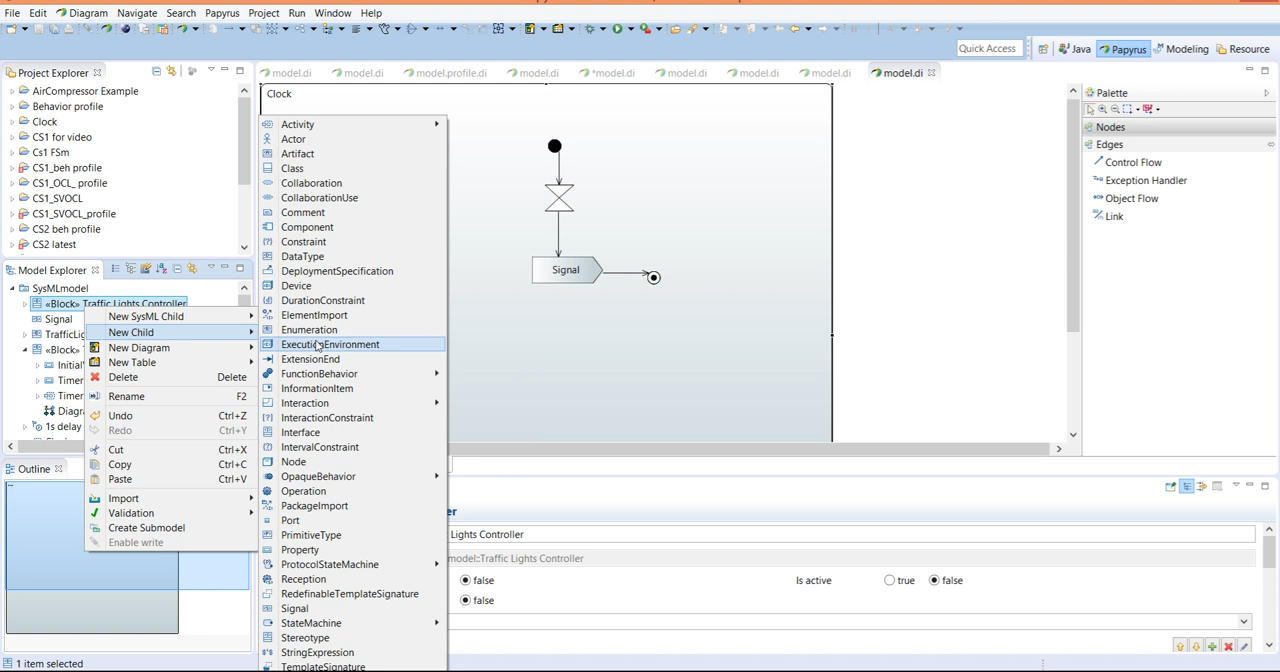 File Edit Diagram Navigate Search Papyrus Project Run Window Help
Quick Access Java Papyrus Modeling Resource
Project Explorer
AirCompressor Example
Behavior profile
Clock
CS1 for video
Cs1 FSm
CS1_beh profile
CS1_OCL_ profile
CS1_SVOCL
CS1_SVOCL_profile
CS2 beh profile
CS2 latest
Model Explorer
SysMLmodel
«Block» Traffic Lights Controller
Signal
TrafficLig
«Block»
Initial
Timer
Timer
Diagr
1s delay
Outline
New SysML Child
New Child
New Diagram
New Table
Delete Delete
Rename F2
Undo Ctrl+Z
Redo Ctrl+Y
Cut Ctrl+X
Copy Ctrl+C
Paste Ctrl+V
Import
Validation
Create Submodel
Enable write
model.di model.di model.profile.di model.di *model.di model.di model.di model.di model.di
Clock
Signal
Activity
Actor
Artifact
Class
Collaboration
CollaborationUse
Comment
Component
Constraint
DataType
DeploymentSpecification
Device
DurationConstraint
ElementImport
Enumeration
ExecutionEnvironment
ExtensionEnd
FunctionBehavior
InformationItem
Interaction
InteractionConstraint
Interface
IntervalConstraint
Node
OpaqueBehavior
Operation
PackageImport
Port
PrimitiveType
Property
ProtocolStateMachine
Reception
RedefinableTemplateSignature
Signal
StateMachine
Stereotype
StringExpression
TemplateSignature
Palette
Nodes
Edges
Control Flow
Exception Handler
Object Flow
Link
er
Lights Controller
model::Traffic Lights Controller
false Is active true false
false
1 item selected